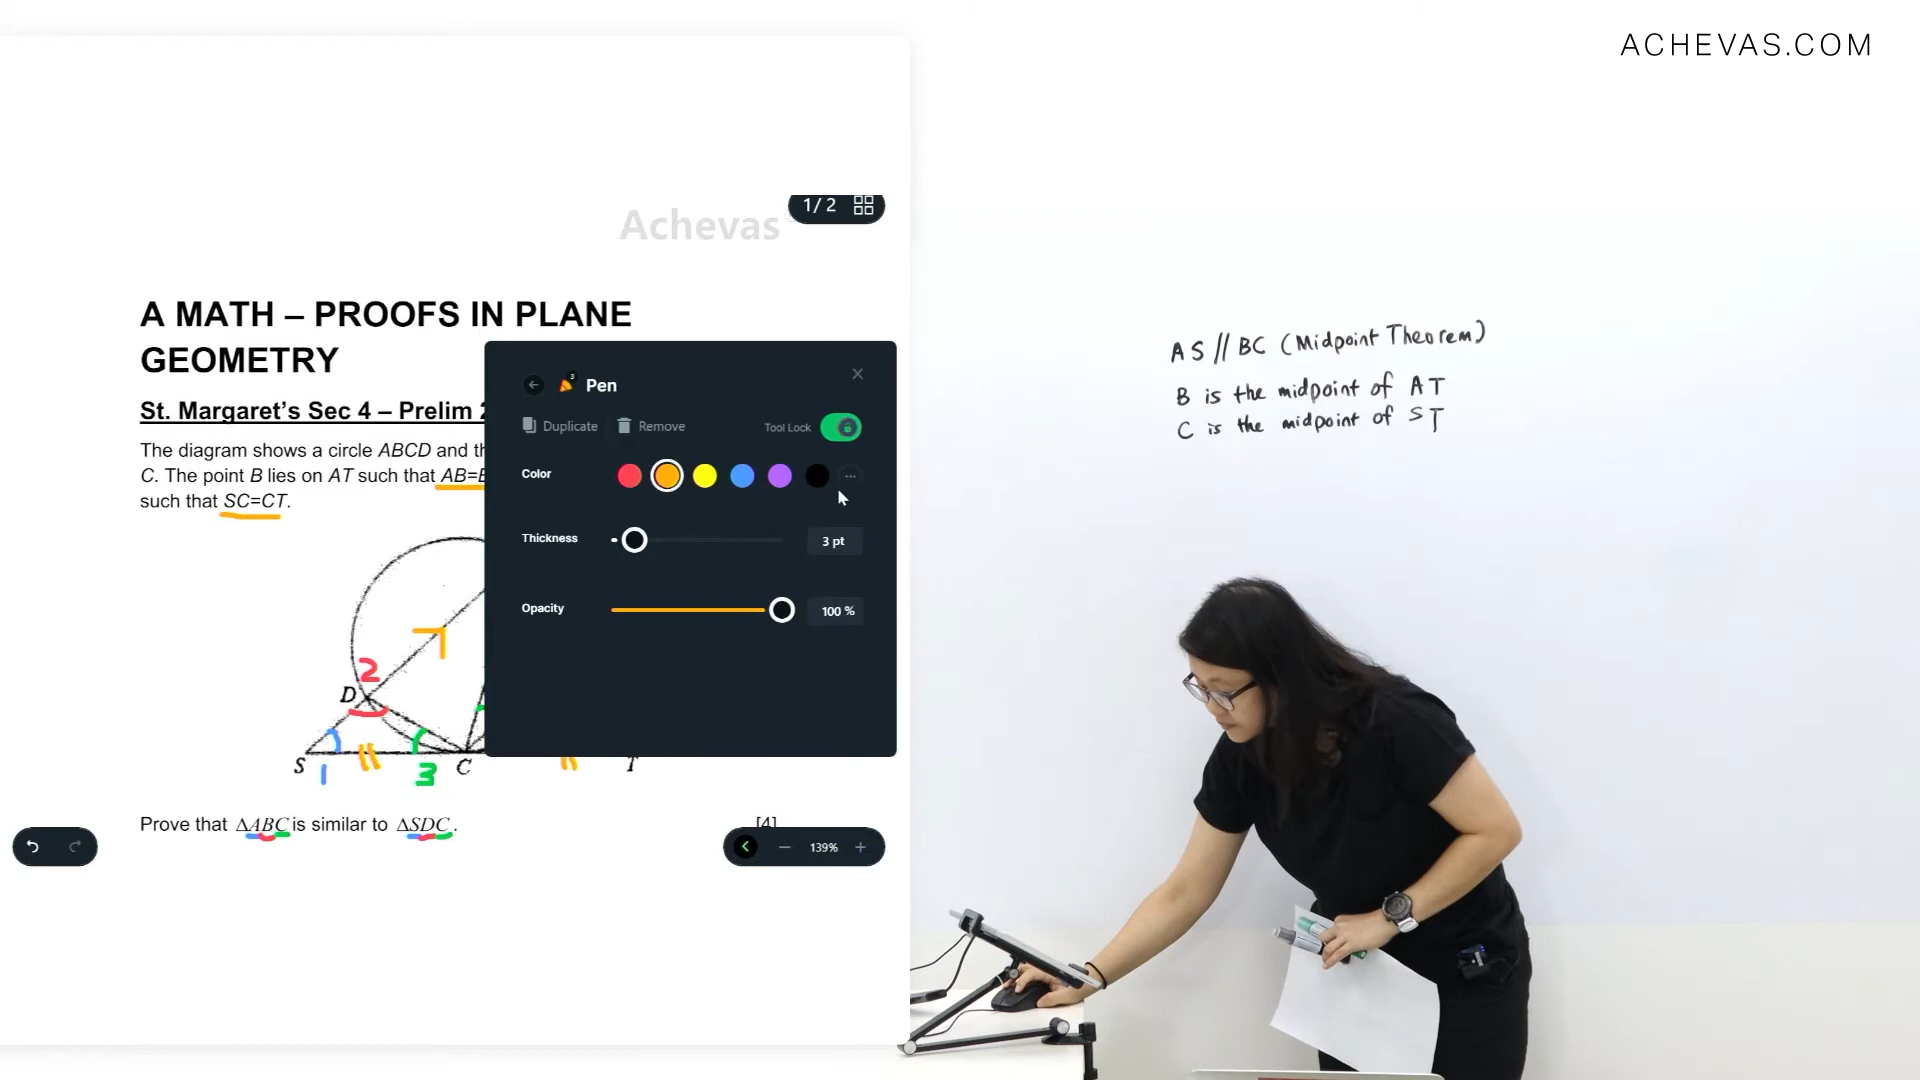 ACHEVAS.COM
Achevas
1/ 2
A MATH – PROOFS IN PLANE
GEOMETRY
St. Margaret's Sec 4 – Prelim
The diagram shows a circle ABCD and
C. The point B lies on AT such that AB=
such that SC=CT.
3
Pen
Duplicate
Remove
Tool Lock
Color
Thickness
3 pt
Opacity
100 %
2
D
S
1
3
C
T
Prove that ΔABC is similar to ΔSDC.
[4]
139%
AS // BC (Midpoint Theorem)
B is the midpoint of AT
C is the midpoint of ST